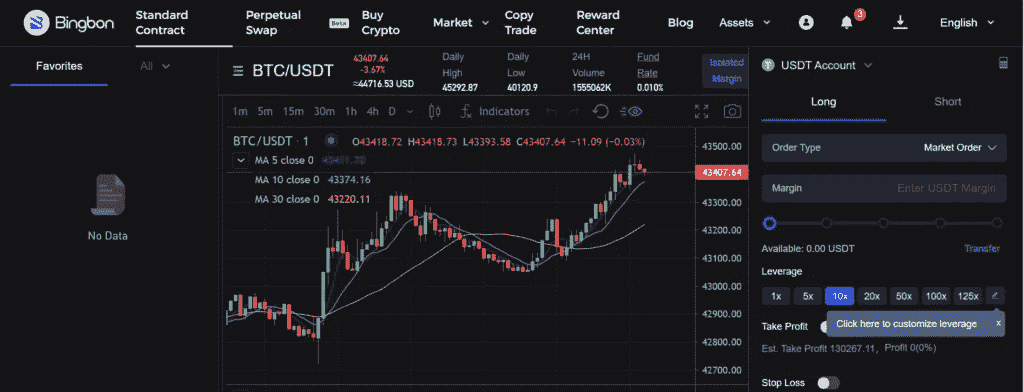 Bingbon
Standard
Contract
Perpetual
Swap
Beta
Buy
Crypto
Market
Copy
Trade
Reward
Center
Blog
Assets
3
English
Favorites
All
No Data
BTC/USDT
43407.64
-3.67%
≈44716.53 USD
Daily
High
45292.87
Daily
Low
40120.9
24H
Volume
1555062K
Fund
Rate
0.010%
Isolated
Margin
1m 5m 15m 30m 1h 4h D
Indicators
BTC/USDT · 1 O43418.72 H43418.73 L43393.58 C43407.64 -11.09 (-0.03%)
MA 5 close 0
MA 10 close 0 43374.16
MA 30 close 0 43220.11
43500.00
43407.64
43300.00
43200.00
43100.00
43000.00
42900.00
42800.00
42700.00
USDT Account
Long Short
Order Type Market Order
Margin Enter USDT Margin
Available: 0.00 USDT Transfer
Leverage
1x 5x 10x 20x 50x 100x 125x
Click here to customize leverage x
Take Profit
Est. Take Profit 130267.11, Profit 0(0%)
Stop Loss